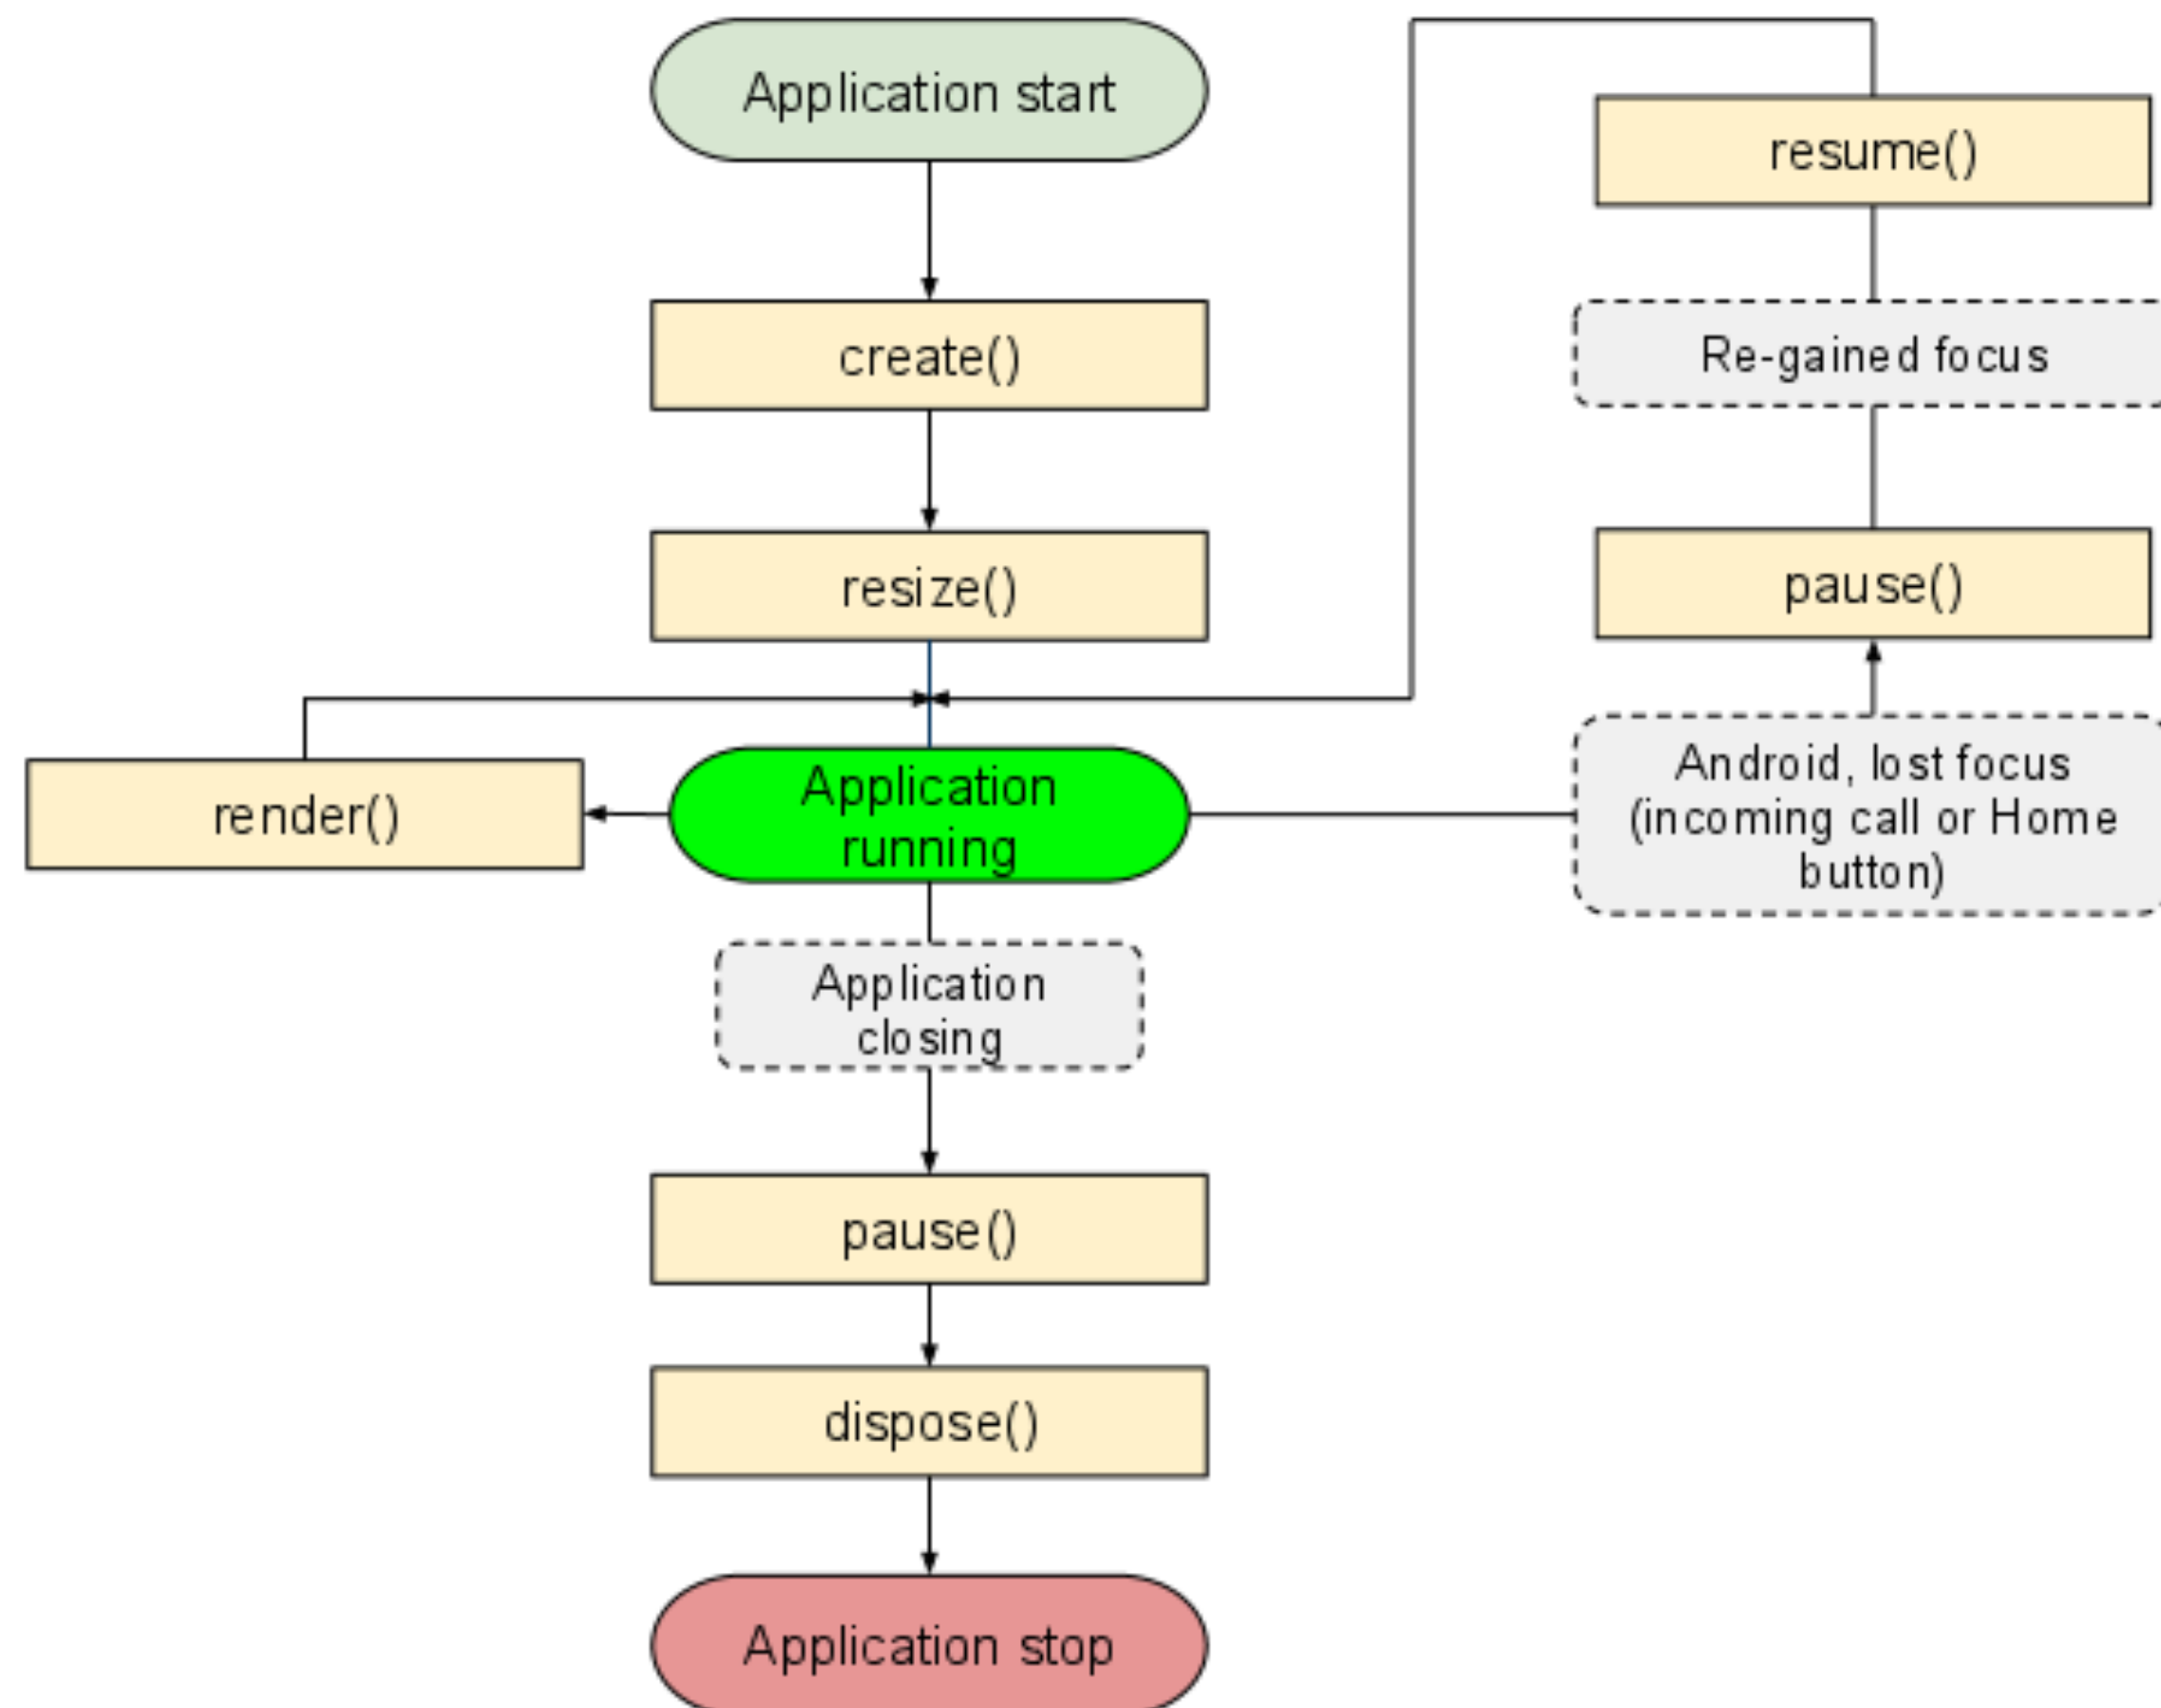 Application start
create()
resize()
render()
Application
running
Application
closing
pause()
dispose()
Application stop
resume()
Re-gained focus
pause()
Android, lost focus
(incoming call or Home
button)